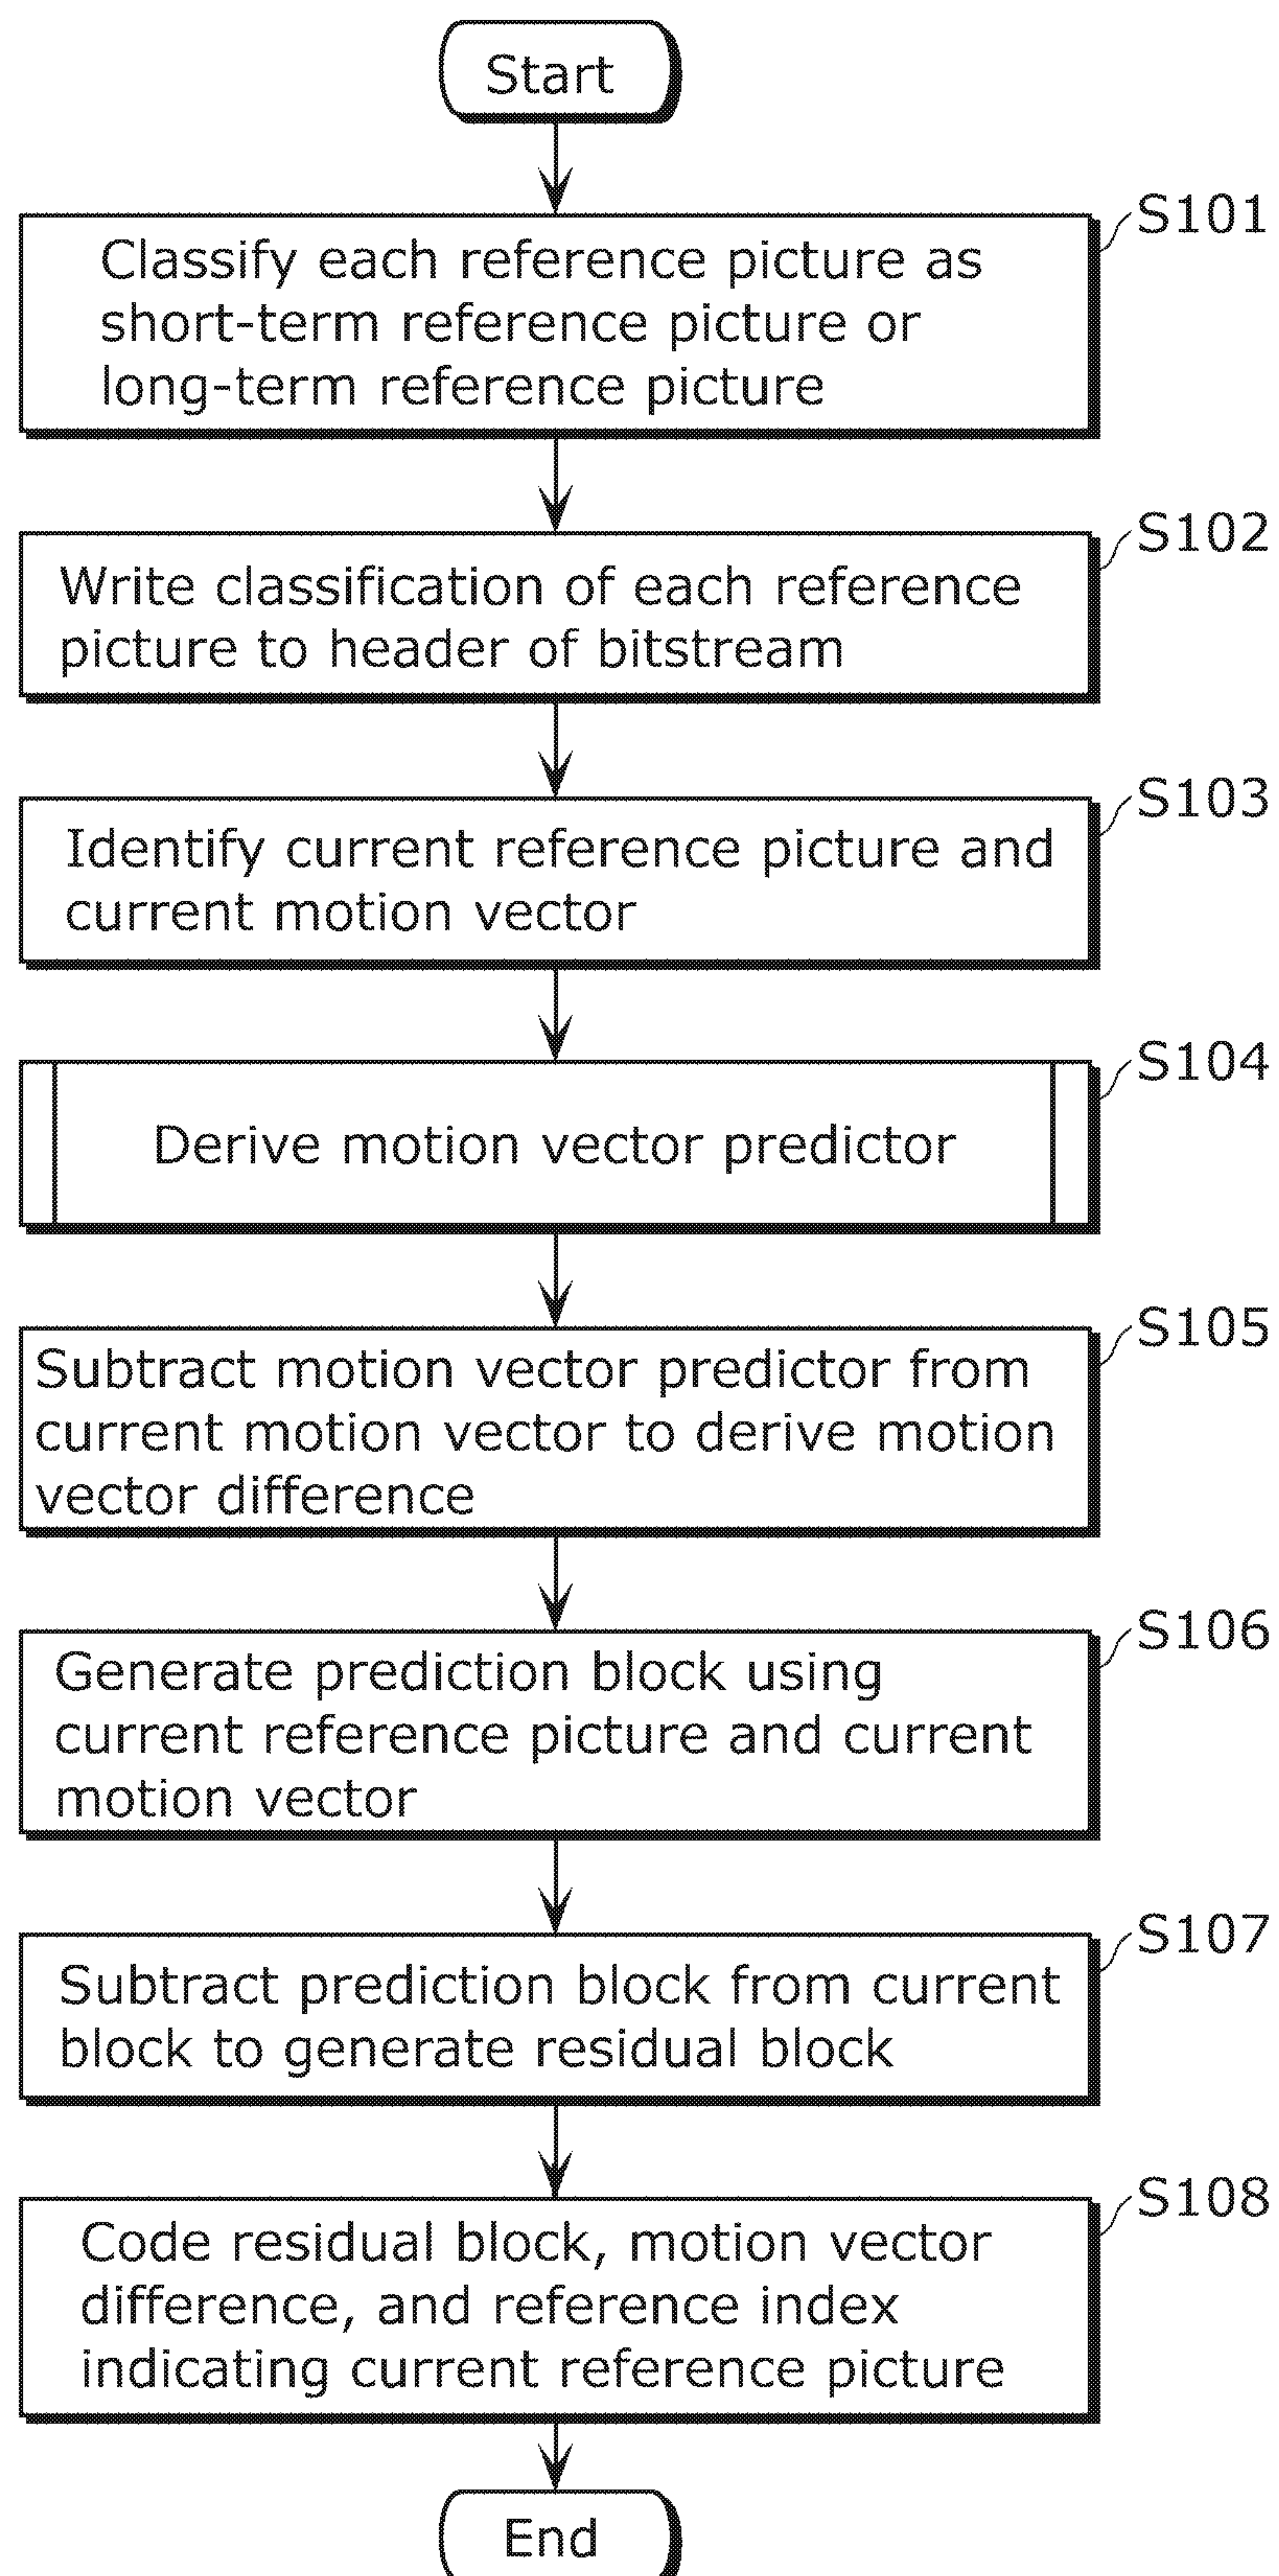 Start
S101
Classify each reference picture as
short-term reference picture or
long-term reference picture
S102
Write classification of each reference
picture to header of bitstream
S103
Identify current reference picture and
current motion vector
S104
Derive motion vector predictor
S105
Subtract motion vector predictor from
current motion vector to derive motion
vector difference
S106
Generate prediction block using
current reference picture and current
motion vector
S107
Subtract prediction block from current
block to generate residual block
S108
Code residual block, motion vector
difference, and reference index
indicating current reference picture
End